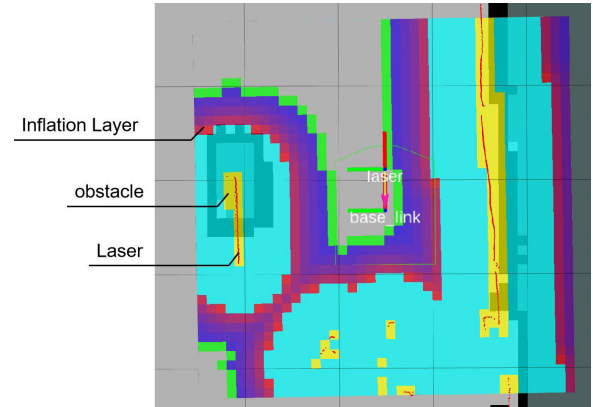 Inflation Layer
laser
obstacle
base_link
Laser